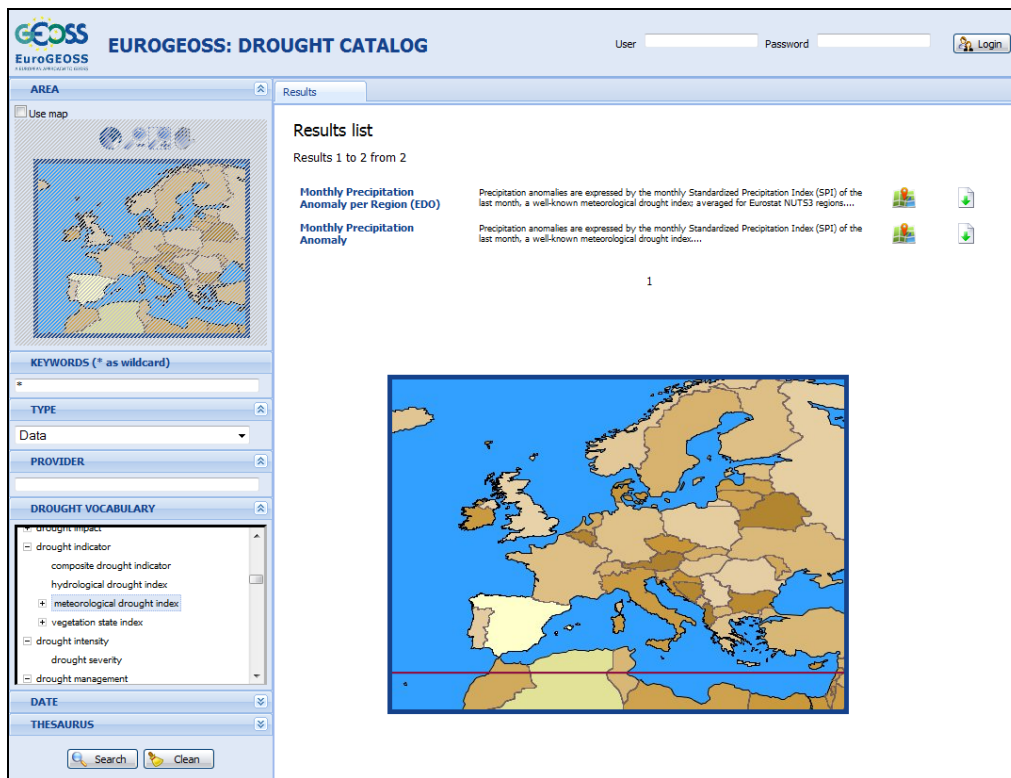 GEOSS
EuroGEOSS
A EUROPEAN APPROACH TO GEOSS
EUROGEOSS: DROUGHT CATALOG
User
Password
Login
AREA
Use map
KEYWORDS (* as wildcard)
*
TYPE
Data
PROVIDER
DROUGHT VOCABULARY
drought impact
drought indicator
composite drought indicator
hydrological drought index
meteorological drought index
vegetation state index
drought intensity
drought severity
drought management
DATE
THESAURUS
Search
Clean
Results
Results list
Results 1 to 2 from 2
Monthly Precipitation
Anomaly per Region (EDO)
Precipitation anomalies are expressed by the monthly Standardized Precipitation Index (SPI) of the
last month, a well-known meteorological drought index; averaged for Eurostat NUTS3 regions....
Monthly Precipitation
Anomaly
Precipitation anomalies are expressed by the monthly Standardized Precipitation Index (SPI) of the
last month, a well-known meteorological drought index....
1